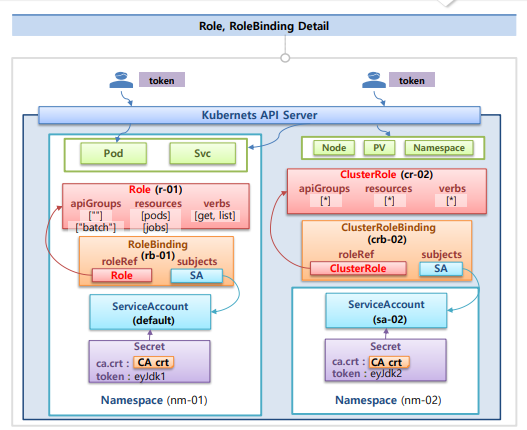 Role, RoleBinding Detail
token
token
Kubernets API Server
Pod
Svc
Node
PV
Namespace
Role (r-01)
apiGroups resources verbs
[""] [pods] [get, list]
["batch"] [jobs]
ClusterRole (cr-02)
apiGroups resources verbs
[*] [*] [*]
RoleBinding
(rb-01)
roleRef subjects
Role SA
ClusterRoleBinding
(crb-02)
roleRef subjects
ClusterRole SA
ServiceAccount
(default)
ServiceAccount
(sa-02)
Secret
ca.crt : CA crt
token : eyJdk1
Secret
ca.crt : CA crt
token : eyJdk2
Namespace (nm-01)
Namespace (nm-02)